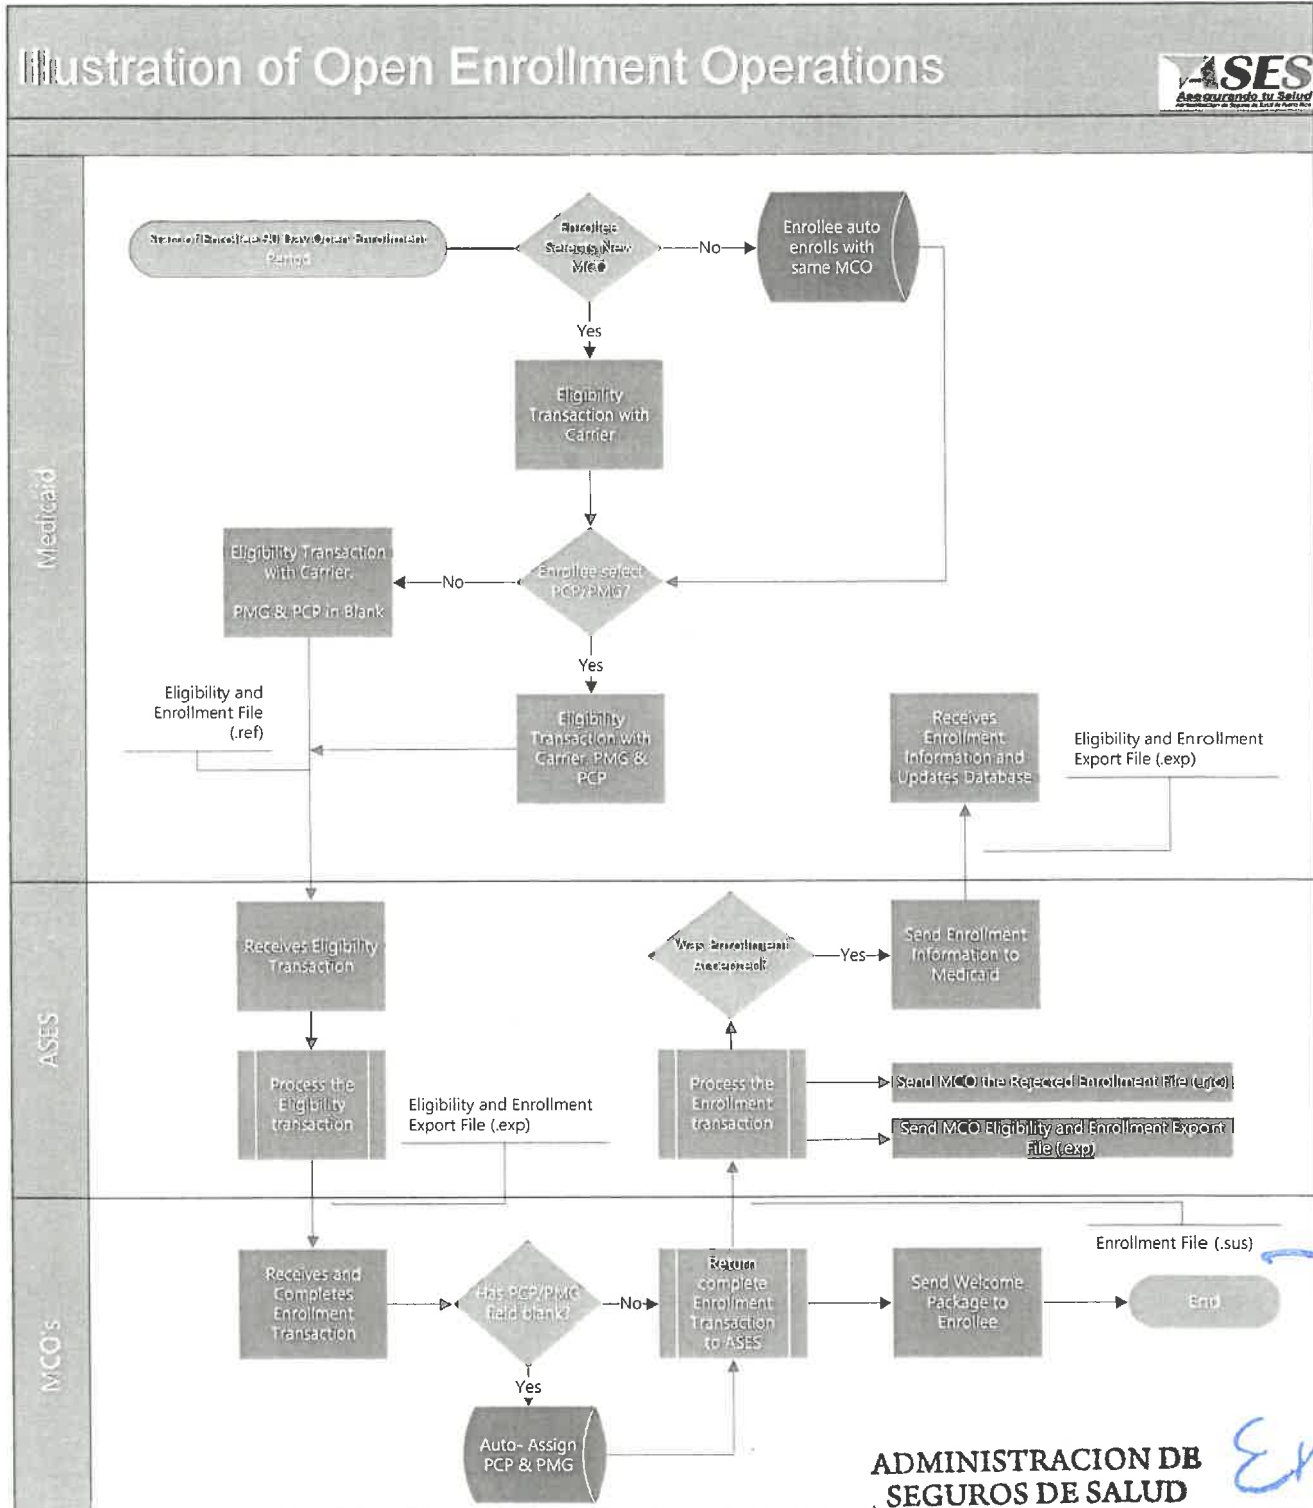 Illustration of Open Enrollment Operations
ASES
Asegurando tu Salud
Medicaid
Start of Enrollee 90 Day Open Enrollment
Period
Enrollee
Selects New
MCO
No
Enrollee auto
enrolls with
same MCO
Yes
Eligibility
Transaction with
Carrier
Eligibility Transaction
with Carrier.
PMG & PCP in Blank
No
Enrollee select
PCP/PMG?
Yes
Eligibility and
Enrollment File
(.ref)
Eligibility
Transaction with
Carrier, PMG &
PCP
Receives
Enrollment
Information and
Updates Database
Eligibility and Enrollment
Export File (.exp)
ASES
Receives Eligibility
Transaction
Was Enrollment
Accepted?
Yes
Send Enrollment
Information to
Medicaid
Process the
Eligibility
transaction
Eligibility and Enrollment
Export File (.exp)
Process the
Enrollment
transaction
Send MCO the Rejected Enrollment File (.rjc)
Send MCO Eligibility and Enrollment Export
File (.exp)
MCO's
Enrollment File (.sus)
Receives and
Completes
Enrollment
Transaction
Has PCP/PMG
field blank?
No
Return
complete
Enrollment
Transaction
to ASES
Send Welcome
Package to
Enrollee
End
Yes
Auto- Assign
PCP & PMG
ADMINISTRACION DE
SEGUROS DE SALUD